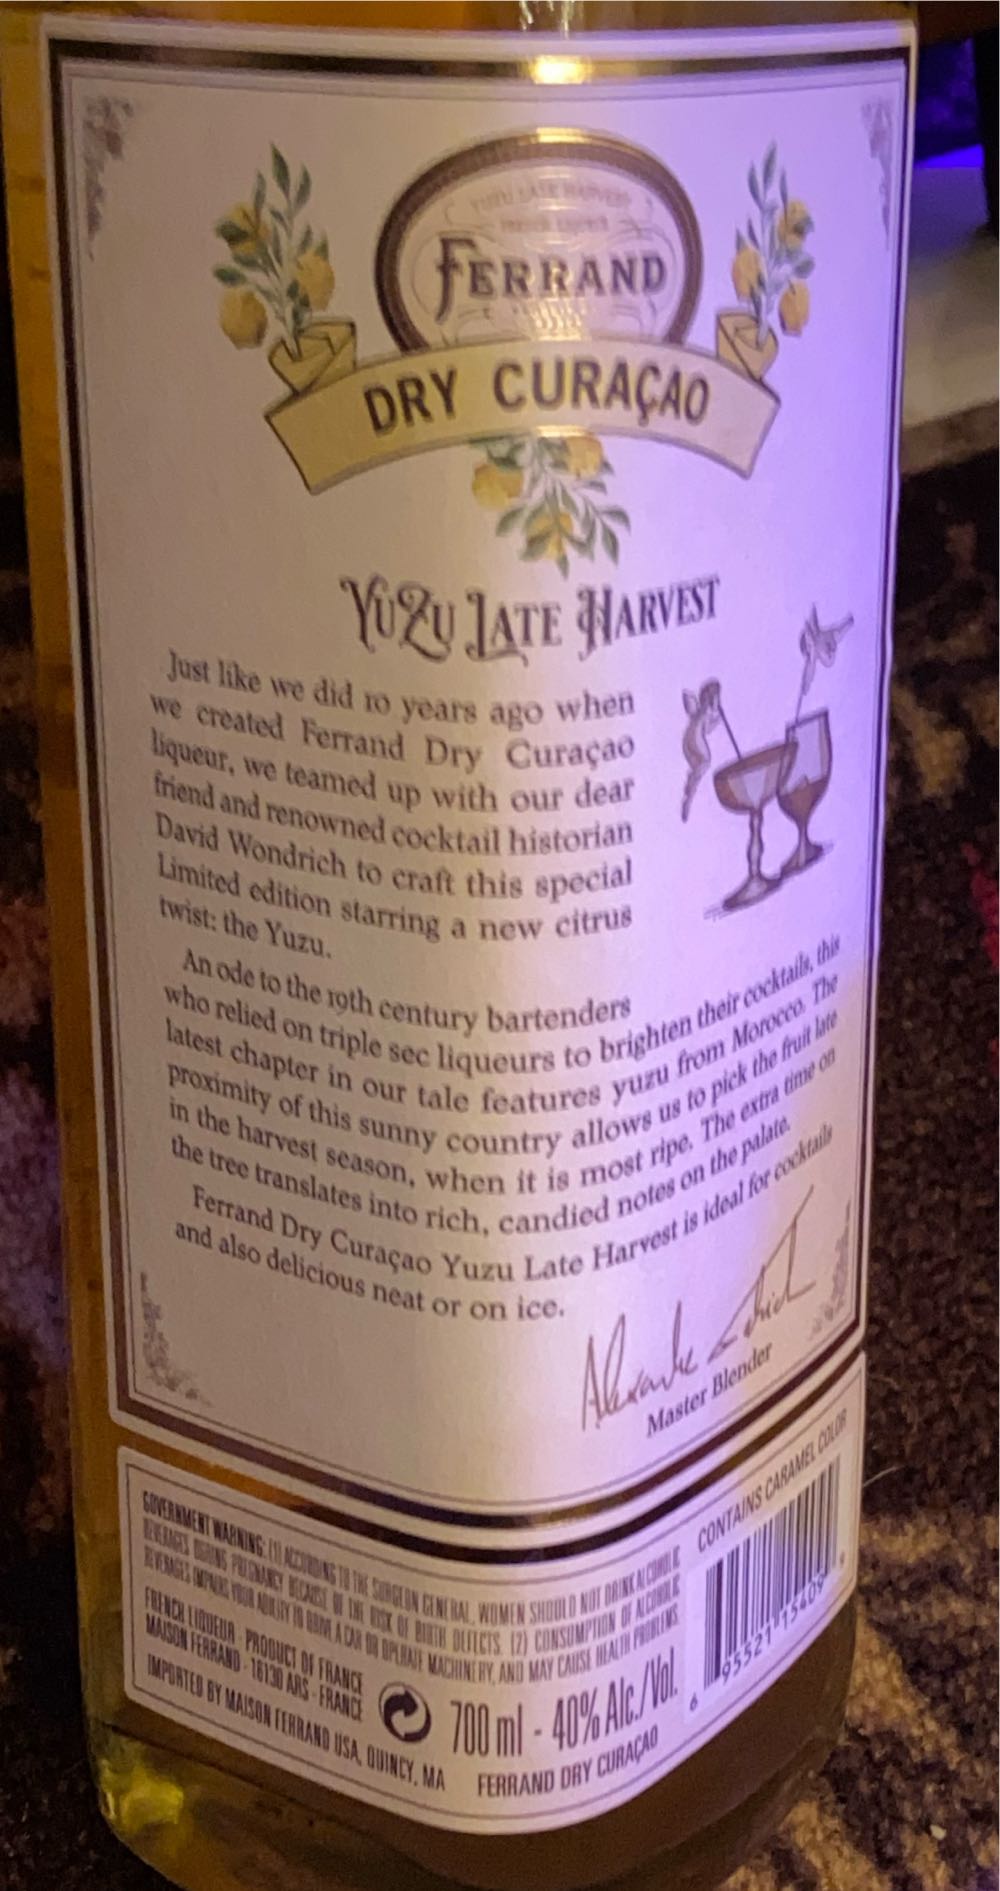 YUZU LATE HARVEST
FERRAND
DRY CURAÇAO
YUZU LATE HARVEST
Just like we did 10 years ago when
we created Ferrand Dry Curaçao
liqueur, we teamed up with our dear
friend and renowned cocktail historian
David Wondrich to craft this special
Limited edition starring a new citrus
twist: the Yuzu.
An ode to the 19th century bartenders
who relied on triple sec liqueurs to brighten their cocktails, this
latest chapter in our tale features yuzu from Morocco. The
proximity of this sunny country allows us to pick the fruit late
in the harvest season, when it is most ripe. The extra time on
the tree translates into rich, candied notes on the palate.
Ferrand Dry Curaçao Yuzu Late Harvest is ideal for cocktails
and also delicious neat or on ice.
Master Blender
GOVERNMENT WARNING: (1) ACCORDING TO THE SURGEON GENERAL, WOMEN SHOULD NOT DRINK ALCOHOLIC
BEVERAGES DURING PREGNANCY BECAUSE OF THE RISK OF BIRTH DEFECTS. (2) CONSUMPTION OF ALCOHOLIC
BEVERAGES IMPAIRS YOUR ABILITY TO DRIVE A CAR OR OPERATE MACHINERY, AND MAY CAUSE HEALTH PROBLEMS.
FRENCH LIQUEUR - PRODUCT OF FRANCE
MAISON FERRAND - 16130 ARS - FRANCE
IMPORTED BY MAISON FERRAND USA, QUINCY, MA
700 ml - 40% Alc./Vol.
FERRAND DRY CURAÇAO
CONTAINS CARAMEL COLOR
6 95521 15409